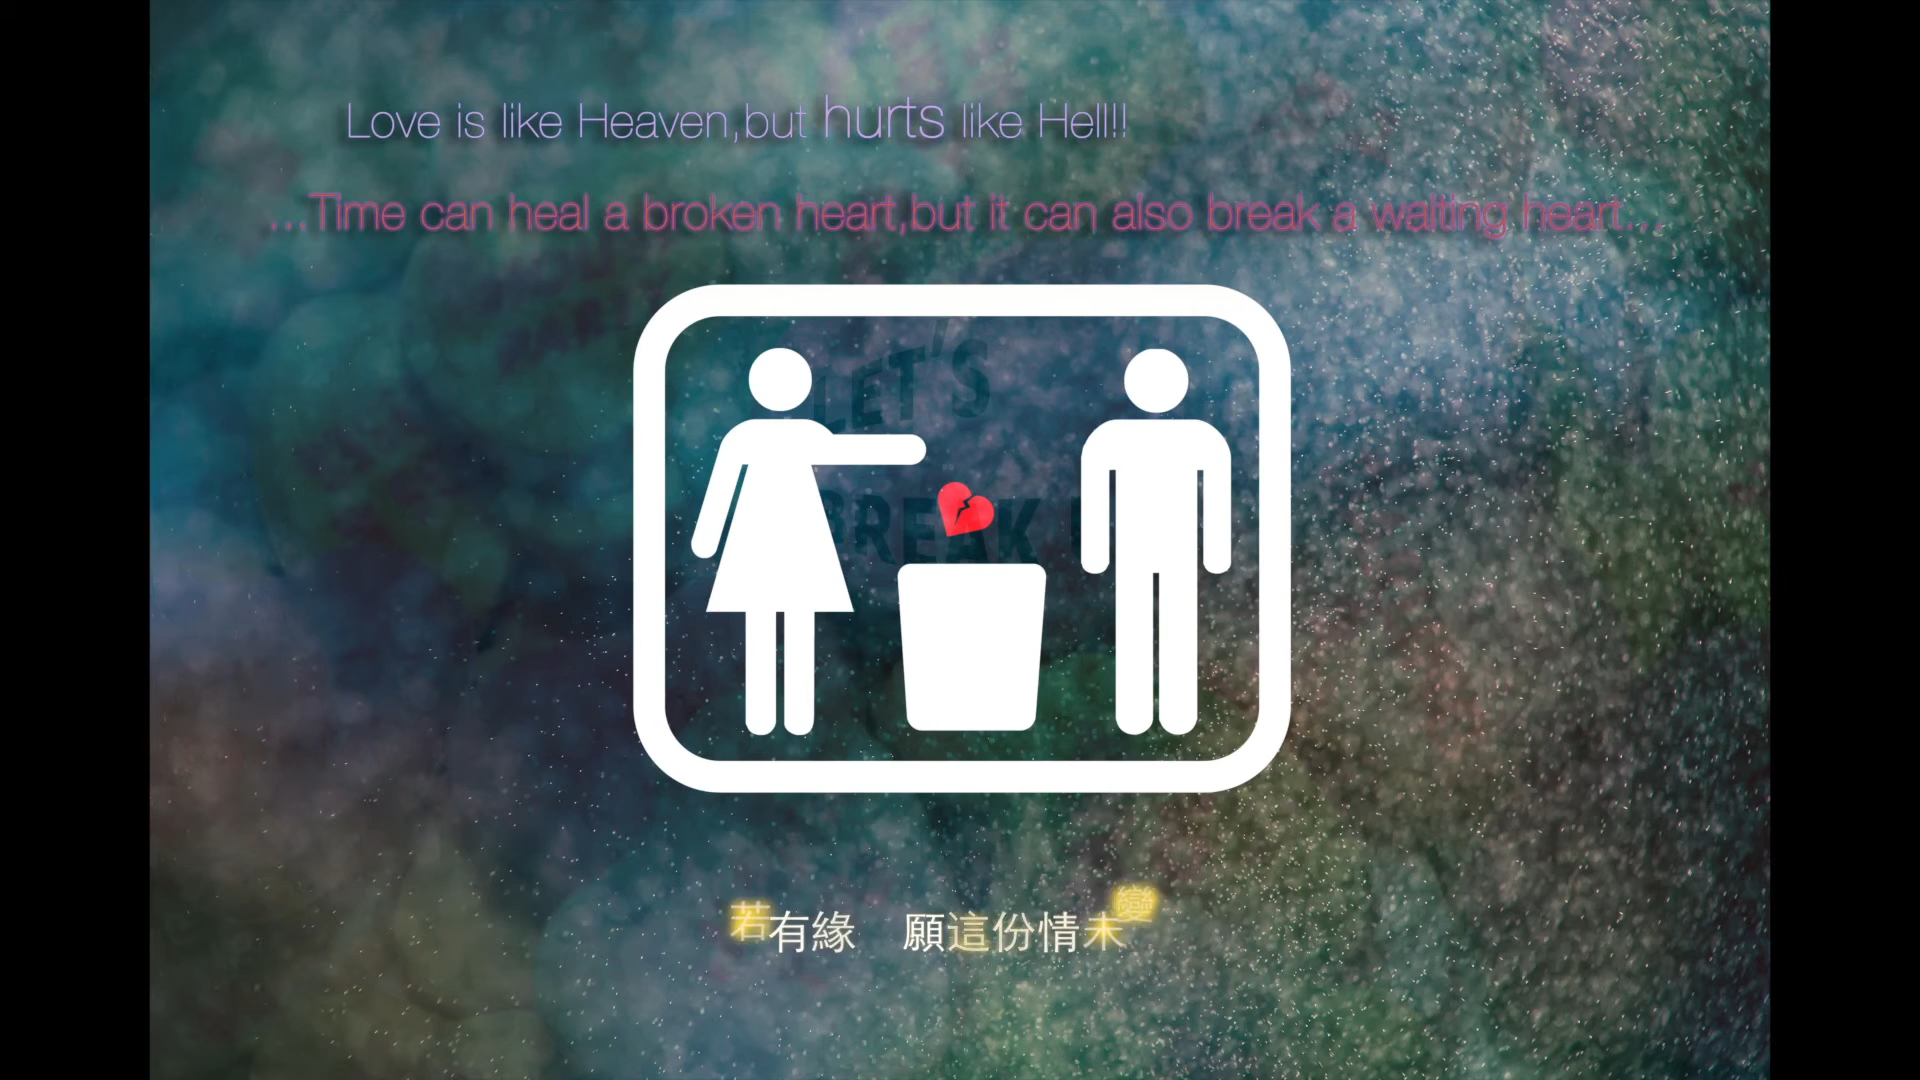 Love is like Heaven,but hurts like Hell!!
...Time can heal a broken heart,but it can also break a waiting heart...
LET'S
BREAK U
若有緣　願這份情未變